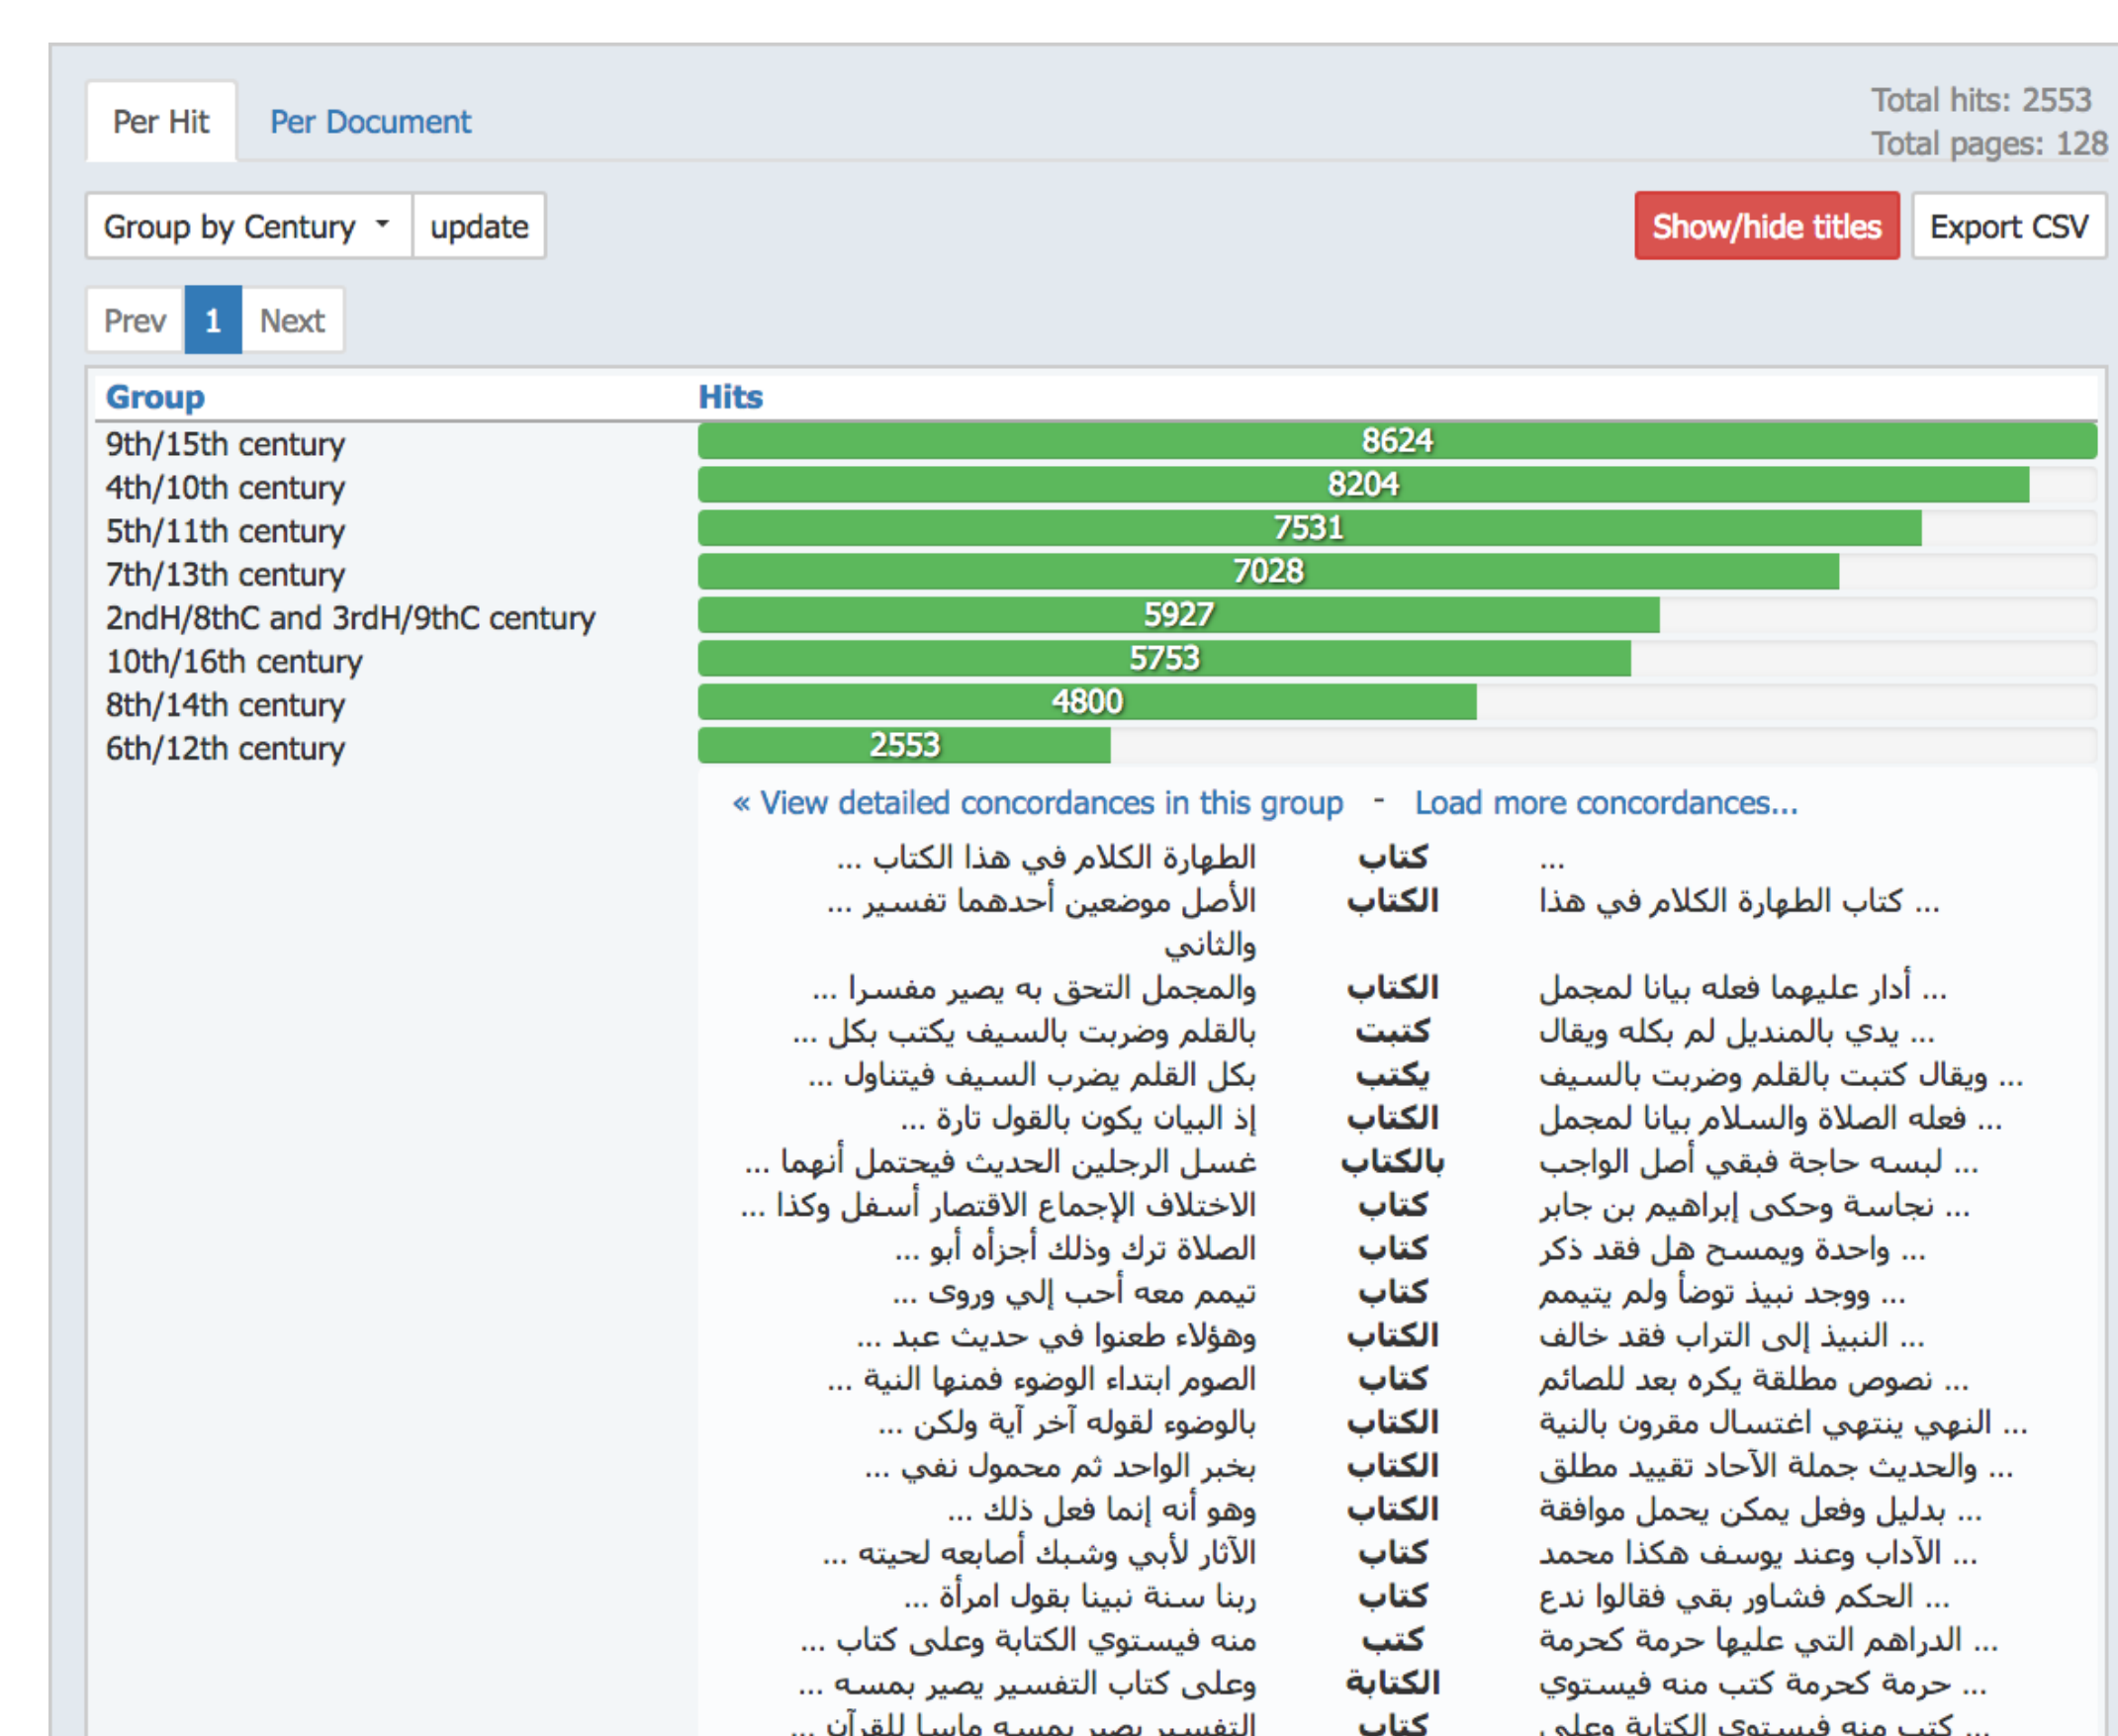 Per Hit Per Document
Total hits: 2553
Total pages: 128
Group by Century update
Show/hide titles Export CSV
Prev 1 Next
Group Hits
9th/15th century 8624
4th/10th century 8204
5th/11th century 7531
7th/13th century 7028
2ndH/8thC and 3rdH/9thC century 5927
10th/16th century 5753
8th/14th century 4800
6th/12th century 2553
« View detailed concordances in this group - Load more concordances...
... كتاب الطهارة الكلام في هذا الكتاب ...
... كتاب الطهارة الكلام في هذا الكتاب الأصل موضعين أحدهما تفسير ...
والثاني
... أدار عليهما فعله بيانا لمجمل الكتاب والمجمل التحق به يصير مفسرا ...
... يدي بالمنديل لم بكله ويقال كتبت بالقلم وضربت بالسيف يكتب بكل ...
... ويقال كتبت بالقلم وضربت بالسيف يكتب بكل القلم يضرب السيف فيتناول ...
... فعله الصلاة والسلام بيانا لمجمل الكتاب إذ البيان يكون بالقول تارة ...
... لبسه حاجة فبقي أصل الواجب بالكتاب غسل الرجلين الحديث فيحتمل أنهما ...
... نجاسة وحكى إبراهيم بن جابر كتاب الاختلاف الإجماع الاقتصار أسفل وكذا ...
... واحدة ويمسح هل فقد ذكر كتاب الصلاة ترك وذلك أجزأه أبو ...
... ووجد نبيذ توضأ ولم يتيمم كتاب تيمم معه أحب إلي وروى ...
... النبيذ إلى التراب فقد خالف الكتاب وهؤلاء طعنوا في حديث عبد ...
... نصوص مطلقة يكره بعد للصائم كتاب الصوم ابتداء الوضوء فمنها النية ...
... النهي ينتهي اغتسال مقرون بالنية الكتاب بالوضوء لقوله آخر آية ولكن ...
... والحديث جملة الآحاد تقييد مطلق الكتاب بخبر الواحد ثم محمول نفي ...
... بدليل وفعل يمكن يحمل موافقة الكتاب وهو أنه إنما فعل ذلك ...
... الآداب وعند يوسف هكذا محمد كتاب الآثار لأبي وشبك أصابعه لحيته ...
... الحكم فشاور بقي فقالوا ندع كتاب ربنا سنة نبينا بقول امرأة ...
... الدراهم التي عليها حرمة كحرمة كتب منه فيستوي الكتابة وعلى كتاب ...
... حرمة كحرمة كتب منه فيستوي الكتابة وعلى كتاب التفسير يصير بمسه ...
... كتب منه فيستوي الكتابة وعلى كتاب التفسير يصير بمسه ماسا للقرآن ...